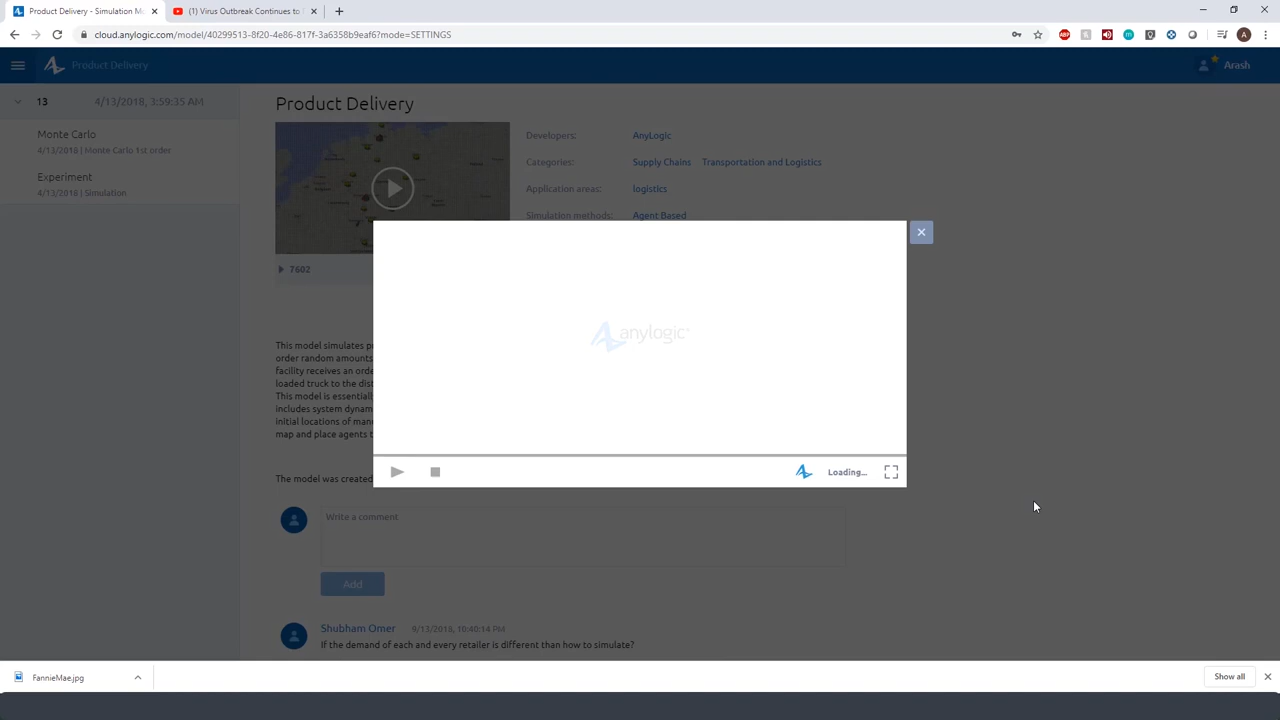 Product Delivery - Simulation M
(1) Virus Outbreak Continues to
cloud.anylogic.com/model/40299513-8f20-4e86-817f-3a6358b9eaf6?mode=SETTINGS
A
Product Delivery
Arash
13 4/13/2018, 3:59:35 AM
Monte Carlo
4/13/2016 | Monte Carlo 1st order
Experiment
4/13/2016 | Simulation
Product Delivery
Developers: AnyLogic
Categories: Supply Chains Transportation and Logistics
Application areas: logistics
Simulation methods: Agent Based
7602
anylogic
Loading...
This model simulates p
order random amounts
facility receives an orde
loaded truck to the dist
This model is essentiall
includes system dynam
initial locations of man
map and place agents t
The model was created
Write a comment
Add
Shubham Omer 9/13/2018, 10:40:14 PM
If the demand of each and every retailer is different than how to simulate?
FannieMae.jpg
Show all